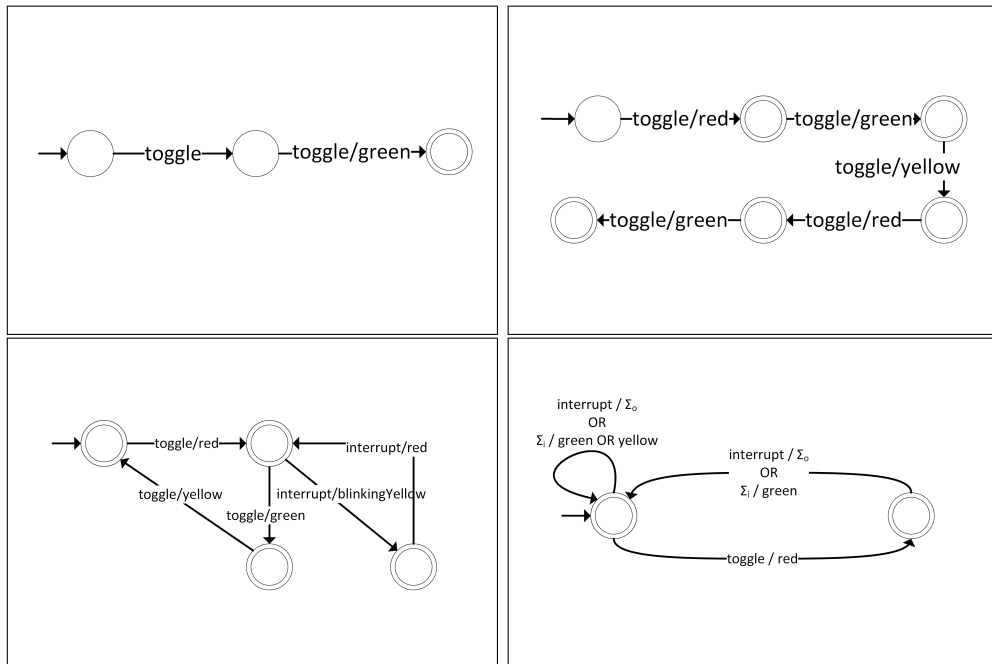 toggle
toggle/green
toggle/red
toggle/green
toggle/yellow
toggle/green
toggle/red
toggle/red
interrupt/red
toggle/yellow
interrupt/blinkingYellow
toggle/green
interrupt / Σₒ
OR
Σᵢ / green OR yellow
interrupt / Σₒ
OR
Σᵢ / green
toggle / red